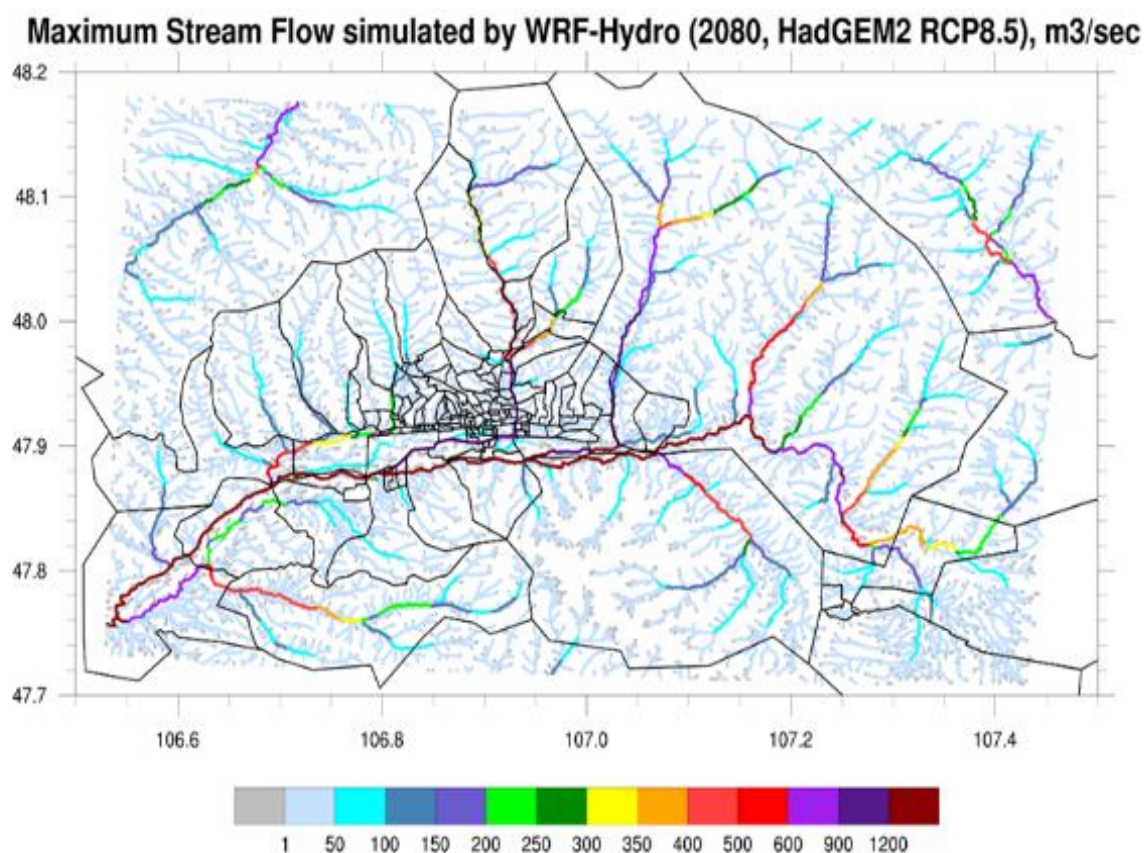 Maximum Stream Flow simulated by WRF-Hydro (2080, HadGEM2 RCP8.5), m3/sec
48.2
48.1
48.0
47.9
47.8
47.7
106.6 106.8 107.0 107.2 107.4
1 50 100 150 200 250 300 350 400 500 600 900 1200